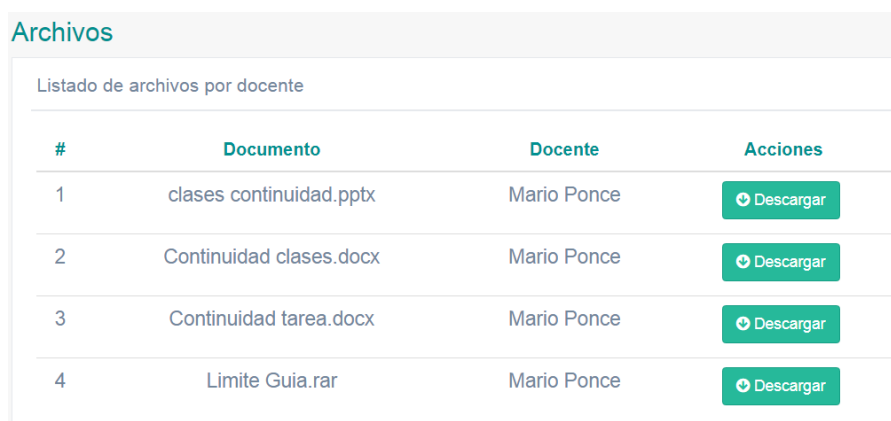 Archivos
Listado de archivos por docente
# Documento Docente Acciones
1 clases continuidad.pptx Mario Ponce Descargar
2 Continuidad clases.docx Mario Ponce Descargar
3 Continuidad tarea.docx Mario Ponce Descargar
4 Limite Guia.rar Mario Ponce Descargar